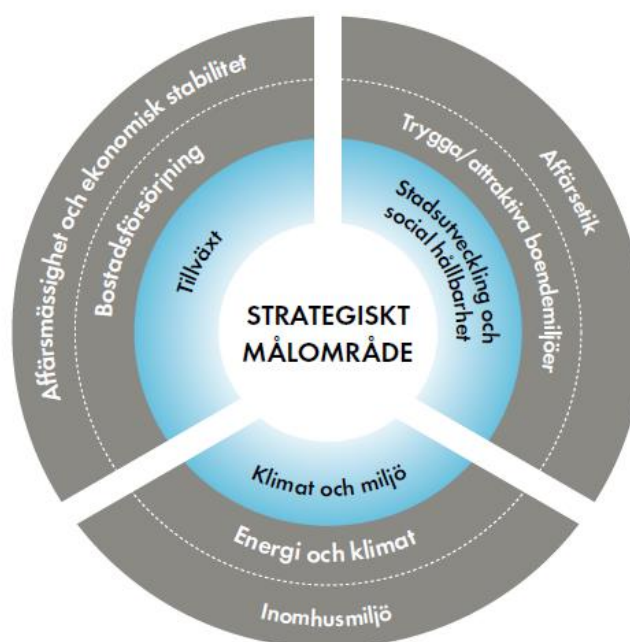 Affärsmässighet och ekonomisk stabilitet
Bostadsförsörjning
Tillväxt
Affärsetik
Trygga/attraktiva boendemiljöer
Stadsutveckling och
social hållbarhet
STRATEGISKT
MÅLOMRÅDE
Klimat och miljö
Energi och klimat
Inomhusmiljö